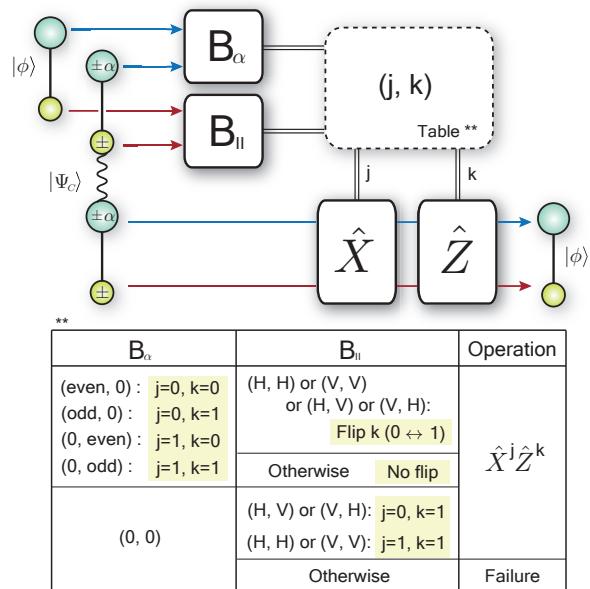 |φ⟩
±α
B_α
(j, k)
±
B_II
Table **
|Ψ_C⟩
j
k
±α
X̂
Ẑ
|φ⟩
±
**
B_α
B_II
Operation
(even, 0) : j=0, k=0
(odd, 0) : j=0, k=1
(0, even) : j=1, k=0
(0, odd) : j=1, k=1
(H, H) or (V, V)
or (H, V) or (V, H):
Flip k (0 ↔ 1)
Otherwise No flip
X̂^j Ẑ^k
(0, 0)
(H, V) or (V, H): j=0, k=1
(H, H) or (V, V): j=1, k=1
Otherwise
Failure